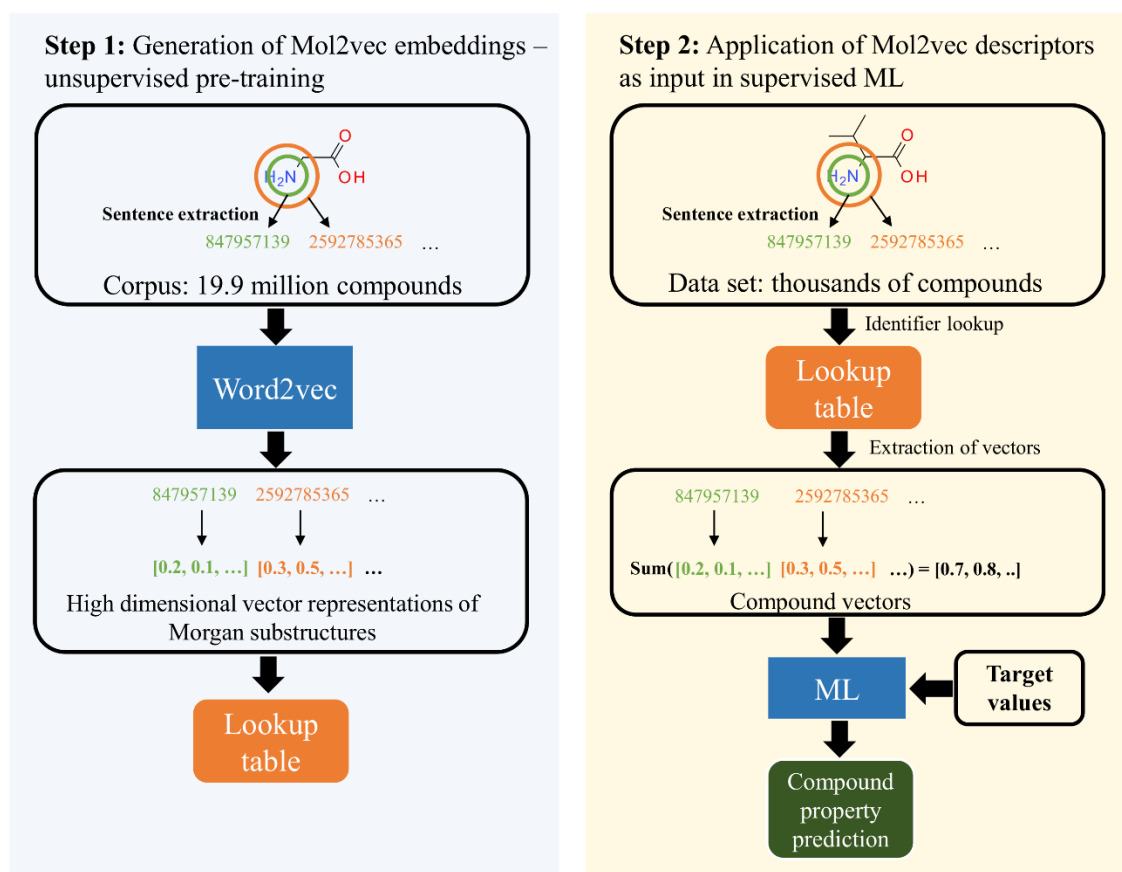 Step 1: Generation of Mol2vec embeddings –
unsupervised pre-training
O
H2N
OH
Sentence extraction
847957139 2592785365 ...
Corpus: 19.9 million compounds
Word2vec
847957139 2592785365 ...
[0.2, 0.1, ...] [0.3, 0.5, ...] ...
High dimensional vector representations of
Morgan substructures
Lookup
table
Step 2: Application of Mol2vec descriptors
as input in supervised ML
O
H2N
OH
Sentence extraction
847957139 2592785365 ...
Data set: thousands of compounds
Identifier lookup
Lookup
table
Extraction of vectors
847957139 2592785365 ...
Sum([0.2, 0.1, ...] [0.3, 0.5, ...] ...) = [0.7, 0.8, ..]
Compound vectors
ML
Target
values
Compound
property
prediction